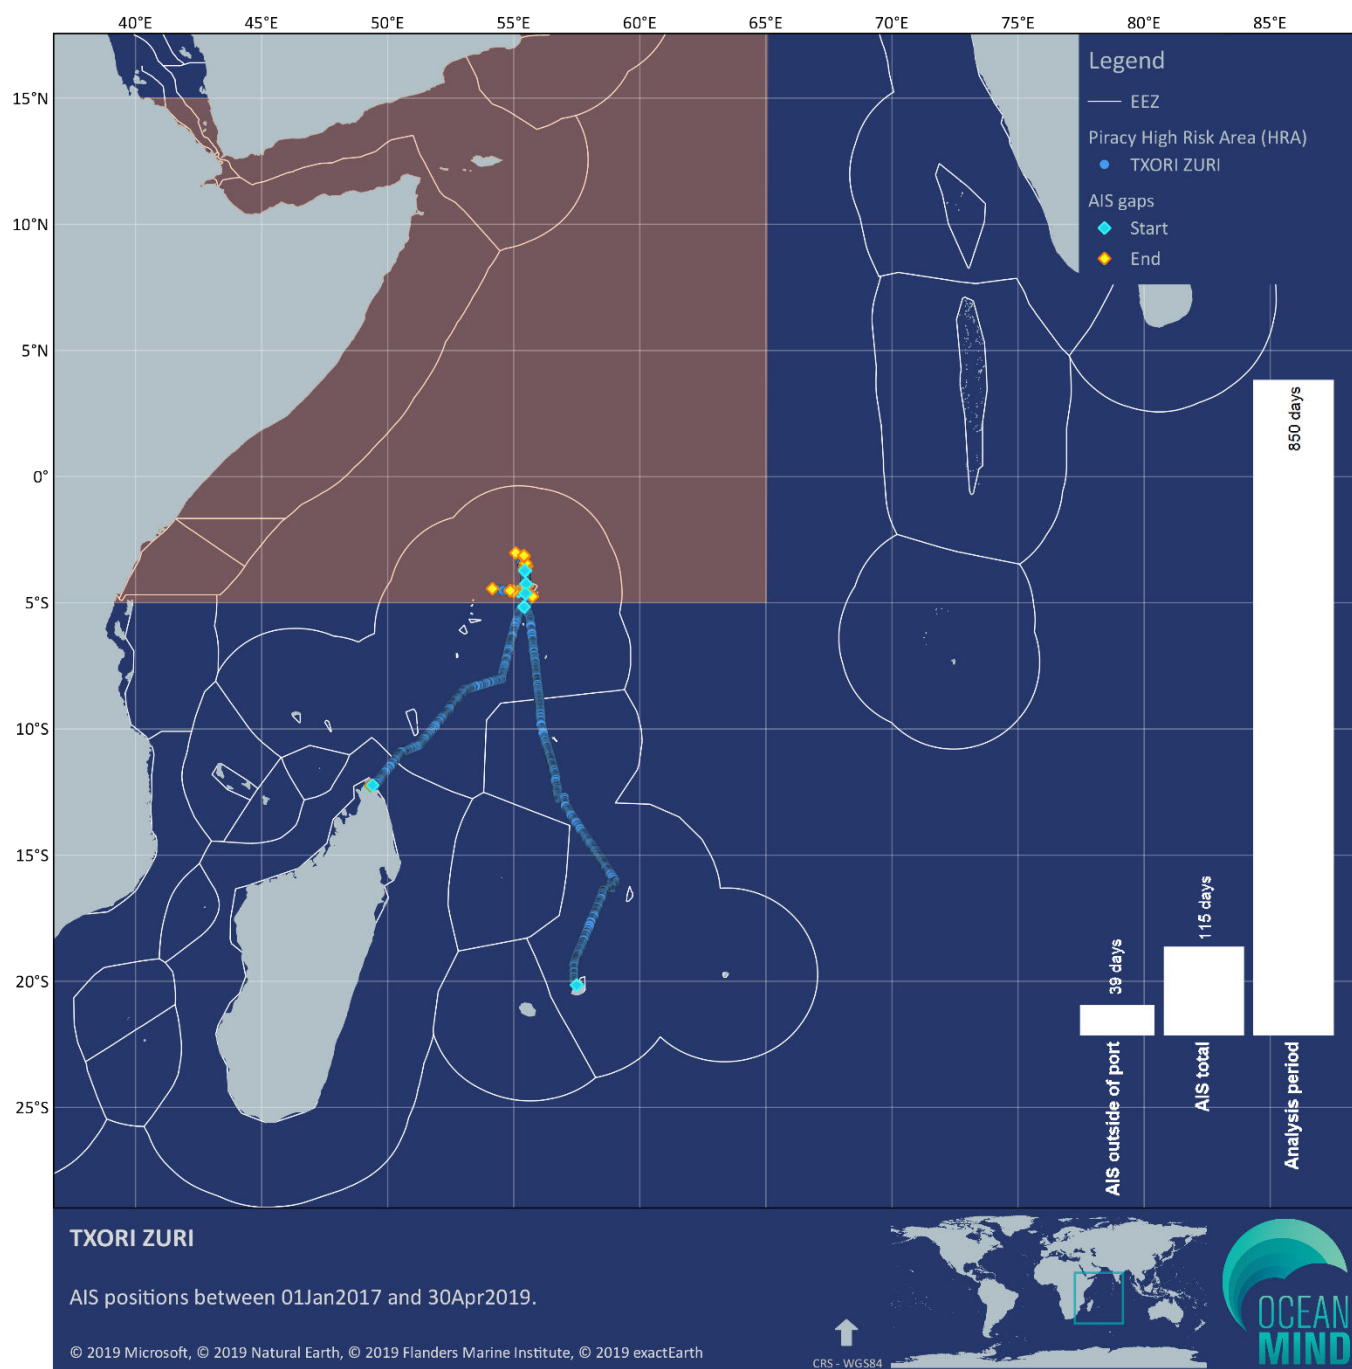 40°E 45°E 50°E 55°E 60°E 65°E 70°E 75°E 80°E 85°E
Legend
EEZ
Piracy High Risk Area (HRA)
TXORI ZURI
AIS gaps
Start
End
15°N
10°N
5°N
0°
5°S
10°S
15°S
20°S
25°S
39 days
115 days
850 days
AIS outside of port
AIS total
Analysis period
TXORI ZURI
AIS positions between 01Jan2017 and 30Apr2019.
© 2019 Microsoft, © 2019 Natural Earth, © 2019 Flanders Marine Institute, © 2019 exactEarth
CRS - WGS84
OCEAN
MIND